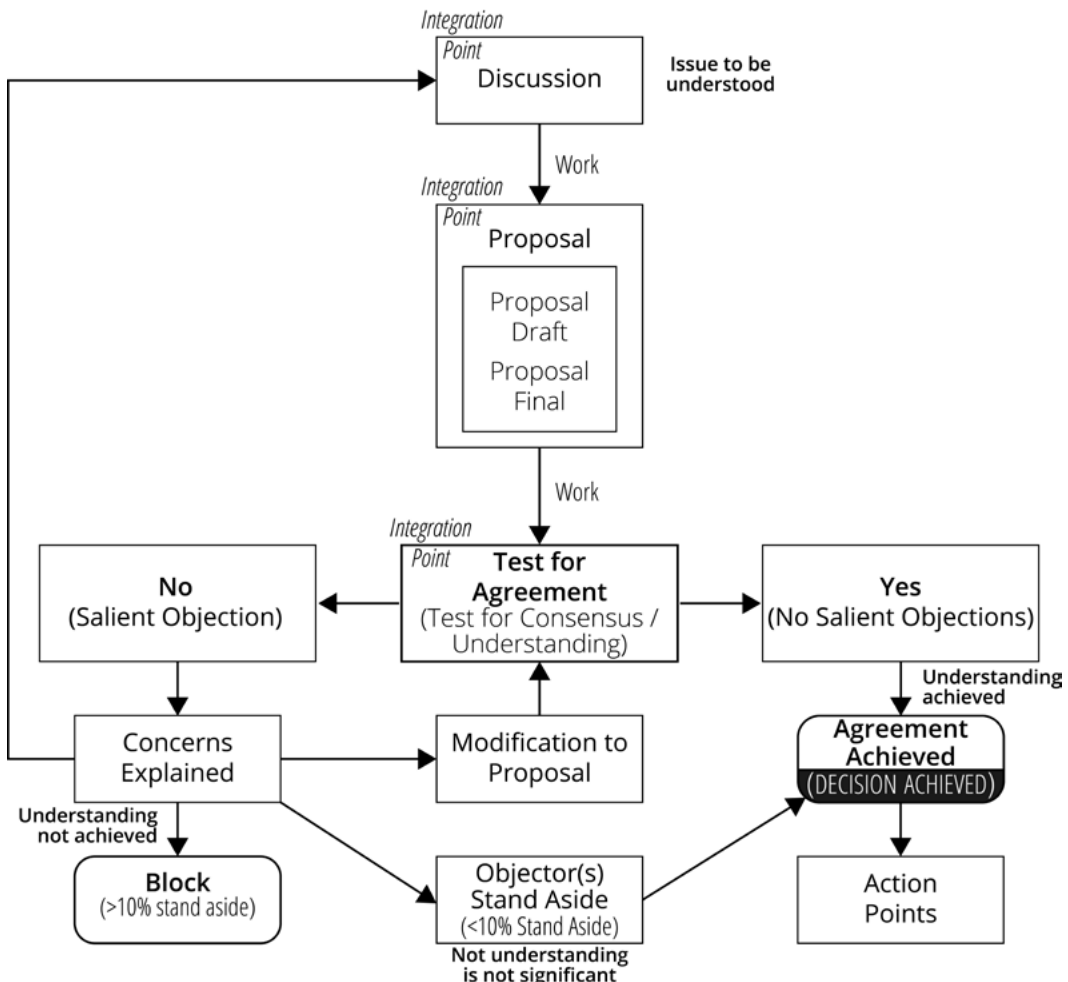 Integration
Point
Discussion
Issue to be
understood
Work
Integration
Point
Proposal
Proposal
Draft
Proposal
Final
Work
Integration
Point
Test for
Agreement
(Test for Consensus /
Understanding)
No
(Salient Objection)
Yes
(No Salient Objections)
Understanding
achieved
Concerns
Explained
Modification to
Proposal
Agreement
Achieved
(DECISION ACHIEVED)
Understanding
not achieved
Block
(>10% stand aside)
Objector(s)
Stand Aside
(<10% Stand Aside)
Not understanding
is not significant
Action
Points